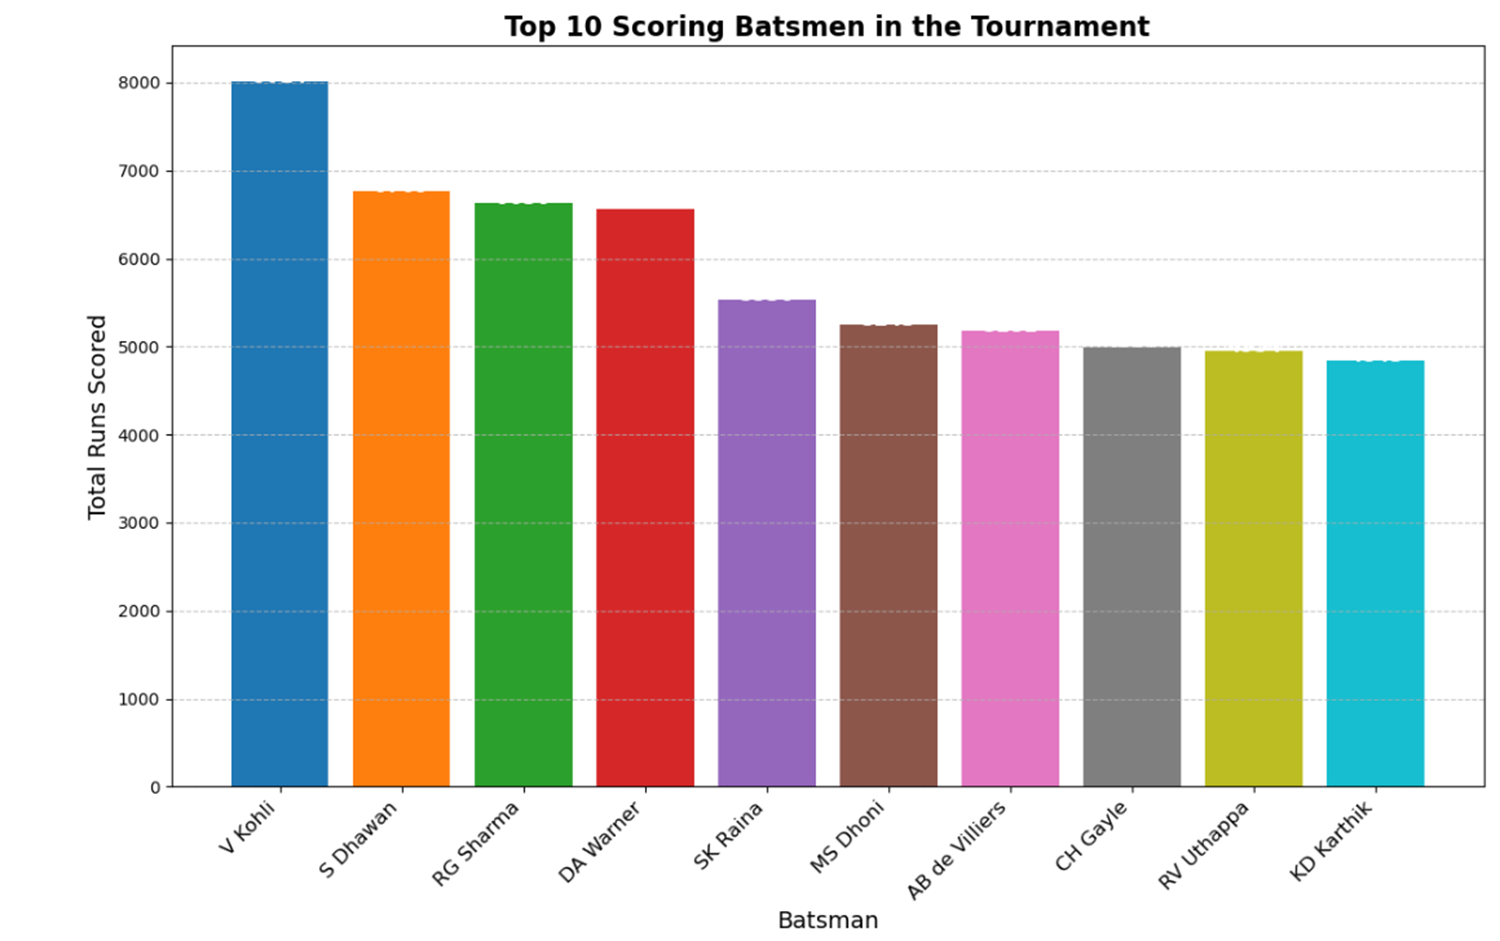 Top 10 Scoring Batsmen in the Tournament
Total Runs Scored
8000
7000
6000
5000
4000
3000
2000
1000
0
V Kohli
S Dhawan
RG Sharma
DA Warner
SK Raina
MS Dhoni
AB de Villiers
CH Gayle
RV Uthappa
KD Karthik
Batsman